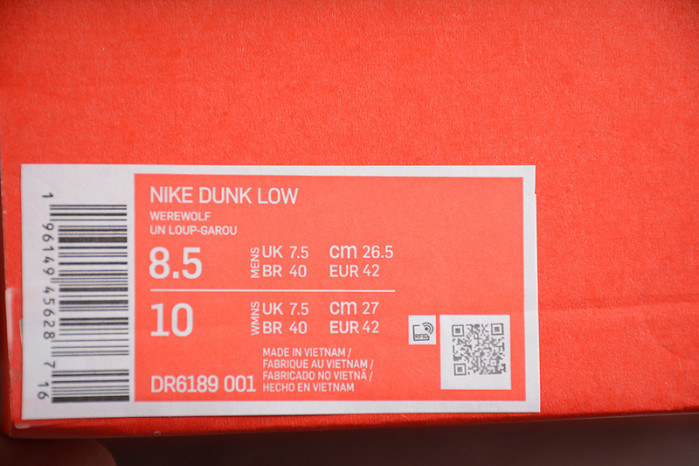 NIKE DUNK LOW
WEREWOLF
UN LOUP-GAROU
8.5 MENS UK 7.5 cm 26.5
BR 40 EUR 42
10 WMNS UK 7.5 cm 27
BR 40 EUR 42
MADE IN VIETNAM /
FABRIQUE AU VIETNAM /
FABRICADO NO VIETNÃ /
HECHO EN VIETNAM
DR6189 001
RFID
1 96149 45628 7 16